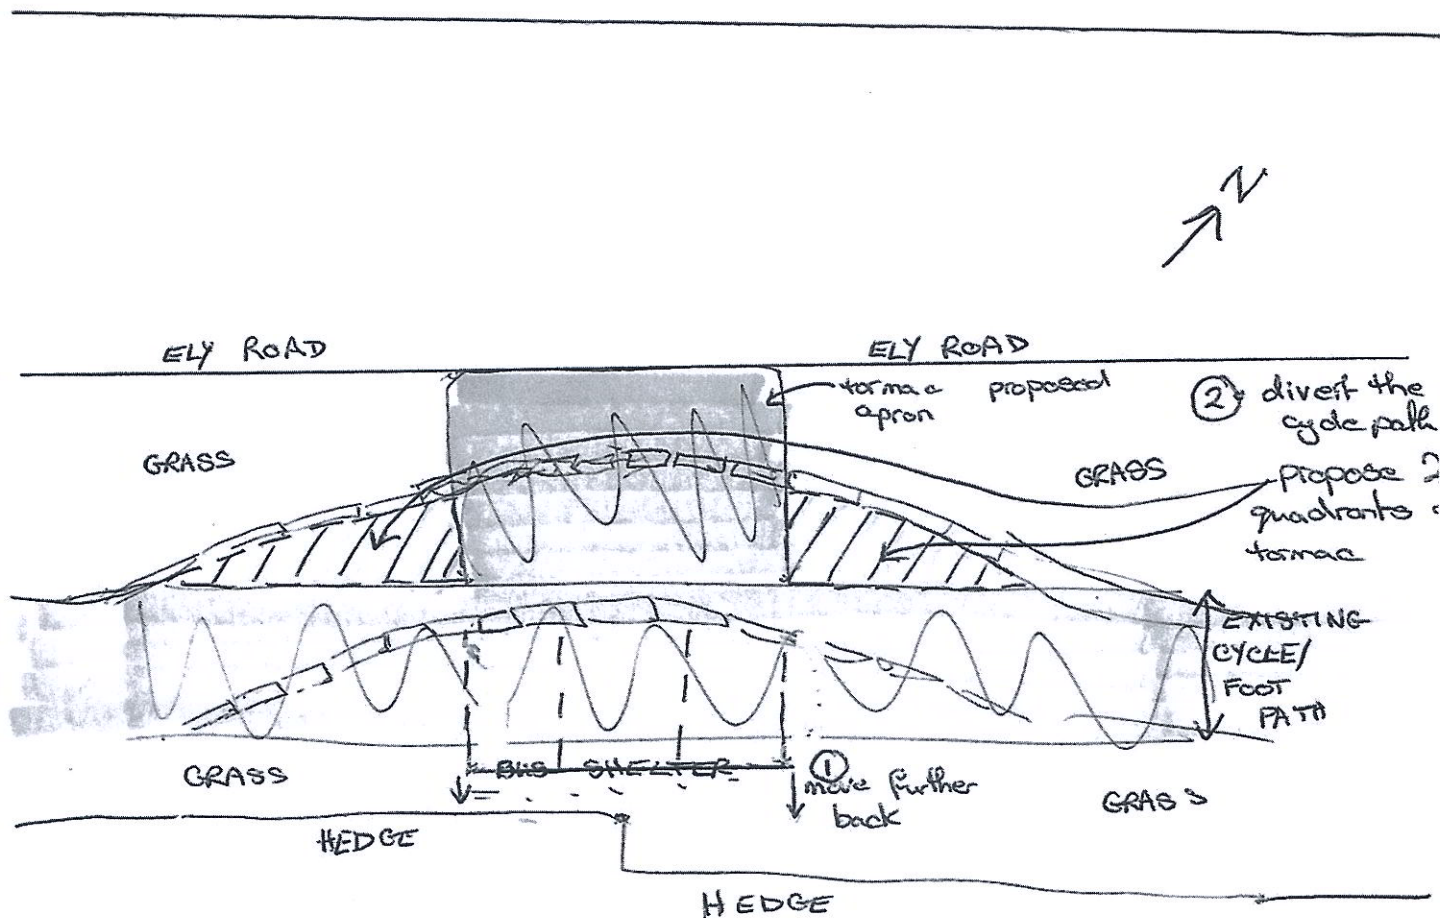 N
ELY ROAD
ELY ROAD
tarmac proposed
apron
② divert the
cycle path
GRASS
GRASS
propose 2
quadrants
tarmac
EXISTING
CYCLE/
FOOT
PATH
GRASS
BUS SHELTER
① move further
back
GRASS
HEDGE
HEDGE